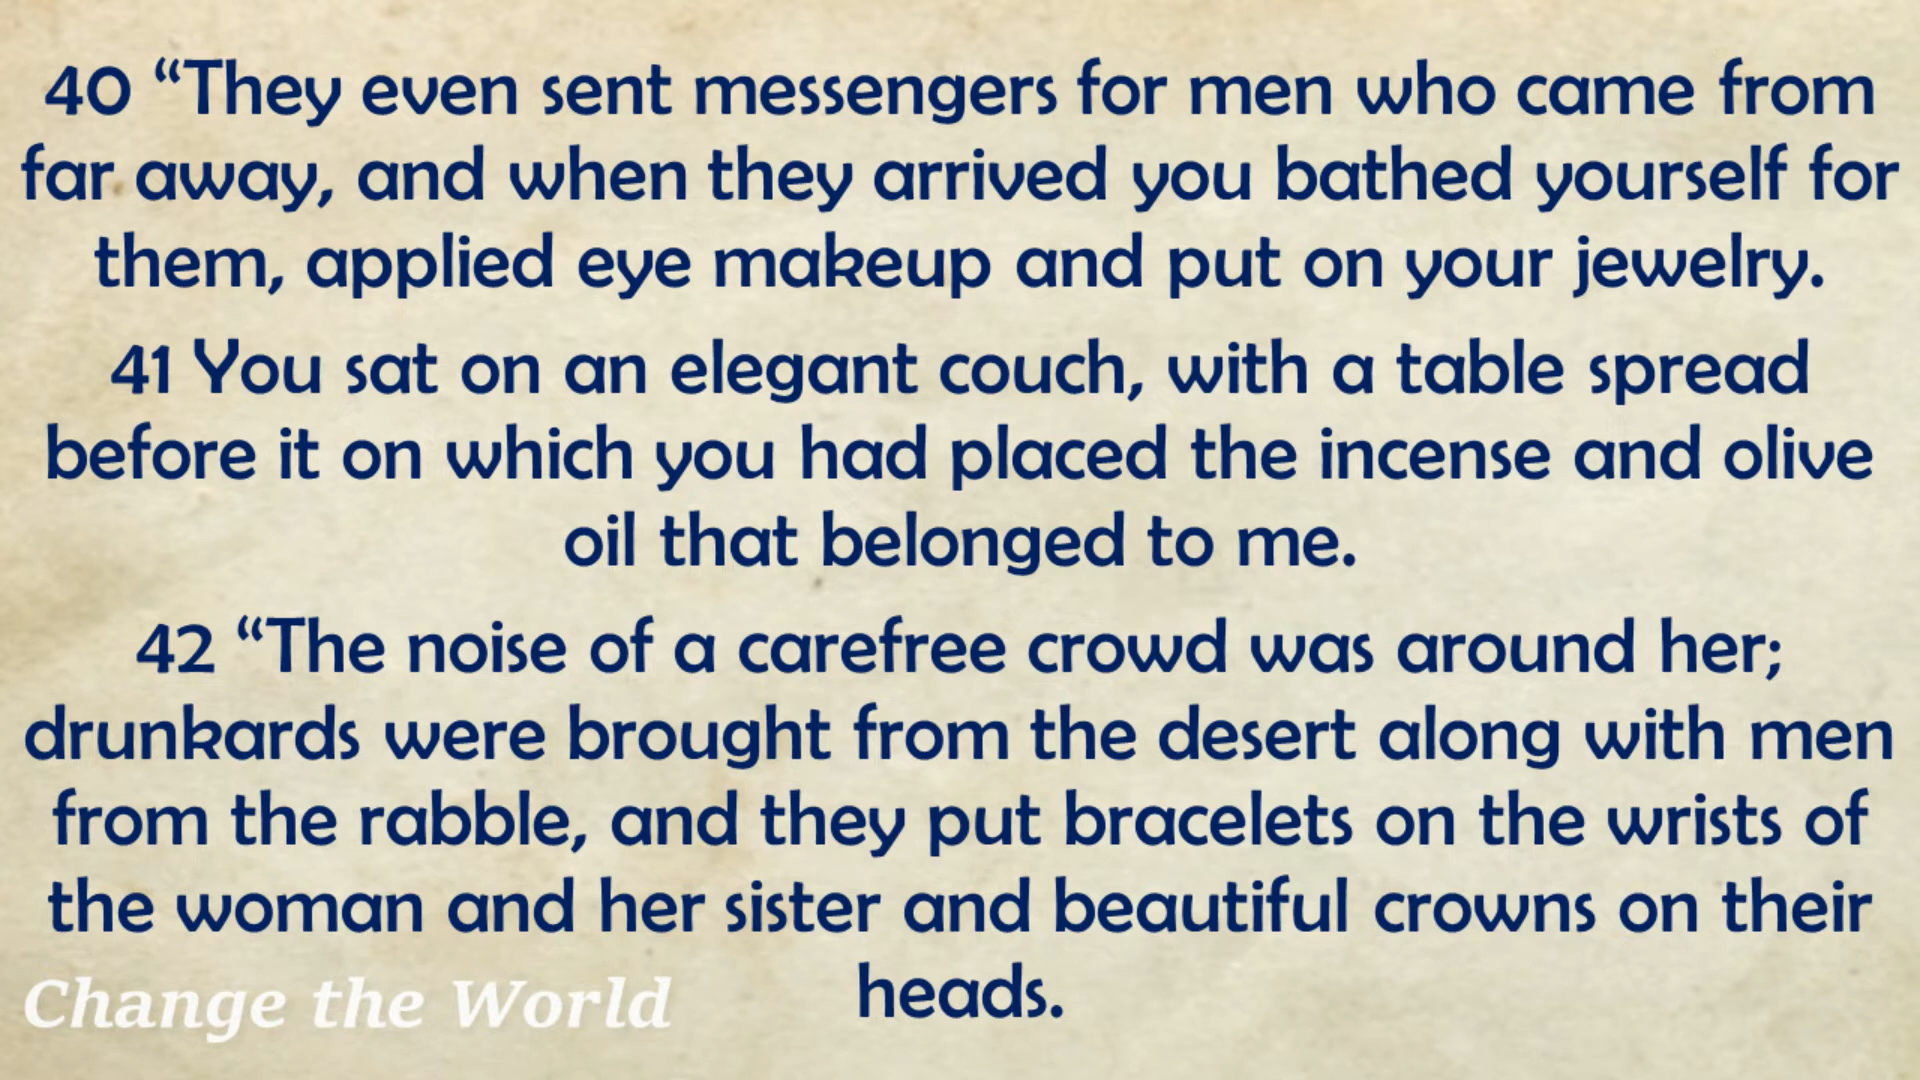 40 “They even sent messengers for men who came from
far away, and when they arrived you bathed yourself for
them, applied eye makeup and put on your jewelry.
41 You sat on an elegant couch, with a table spread
before it on which you had placed the incense and olive
oil that belonged to me.
42 “The noise of a carefree crowd was around her;
drunkards were brought from the desert along with men
from the rabble, and they put bracelets on the wrists of
the woman and her sister and beautiful crowns on their
heads.
Change the World